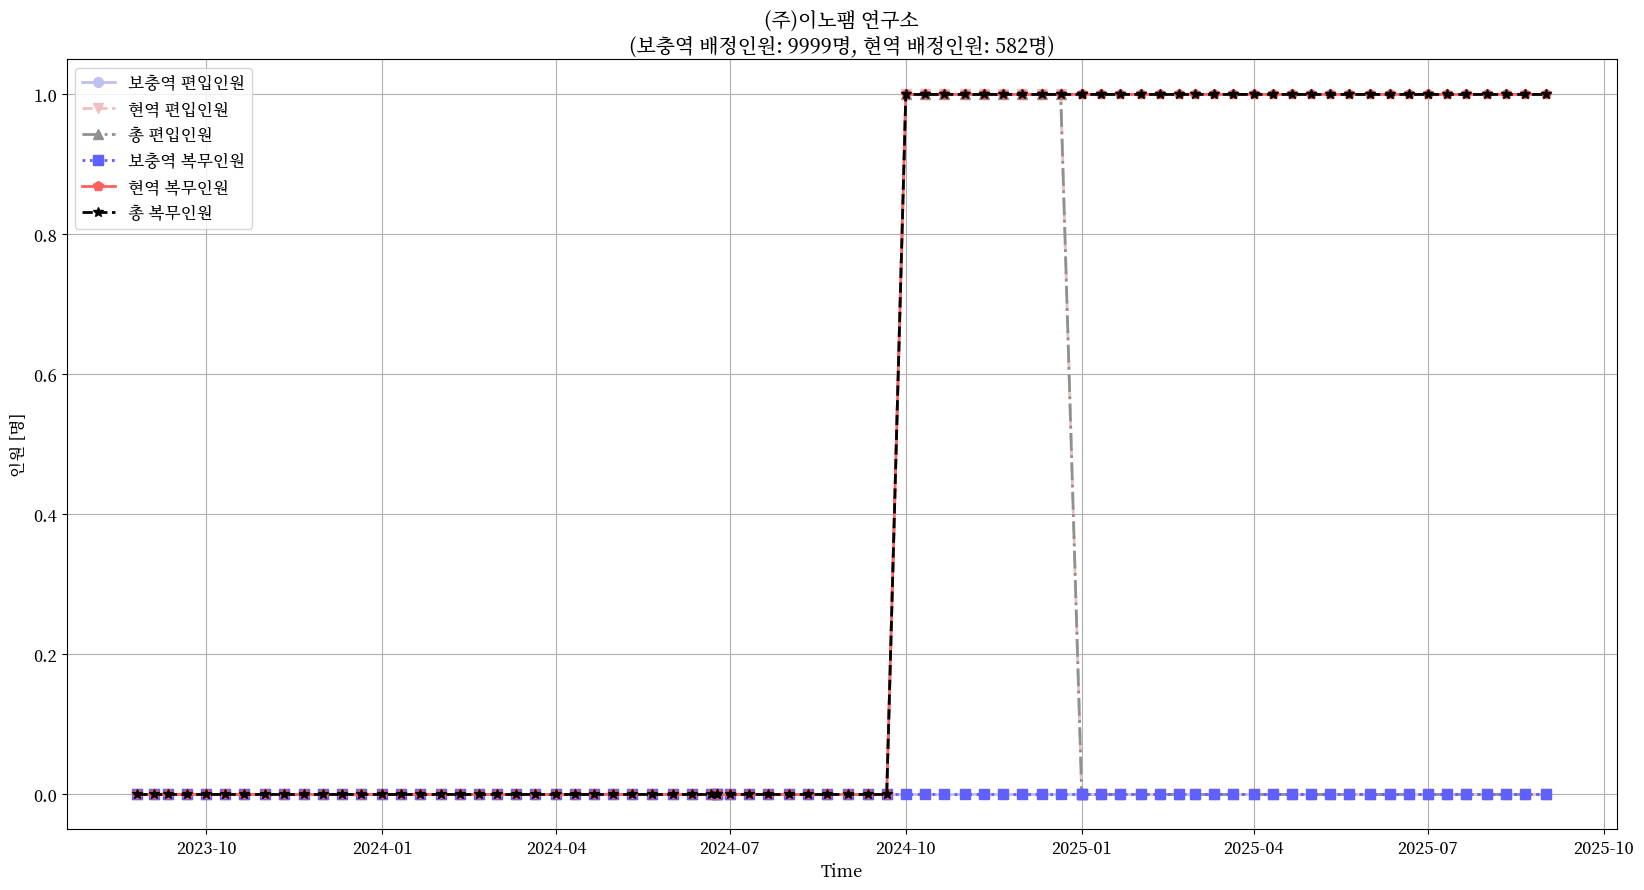 (주)이노팸 연구소
(보충역 배정인원: 9999명, 현역 배정인원: 582명)
보충역 편입인원
현역 편입인원
총 편입인원
보충역 복무인원
현역 복무인원
총 복무인원
인원 [명]
1.0
0.8
0.6
0.4
0.2
0.0
2023-10
2024-01
2024-04
2024-07
2024-10
2025-01
2025-04
2025-07
2025-10
Time